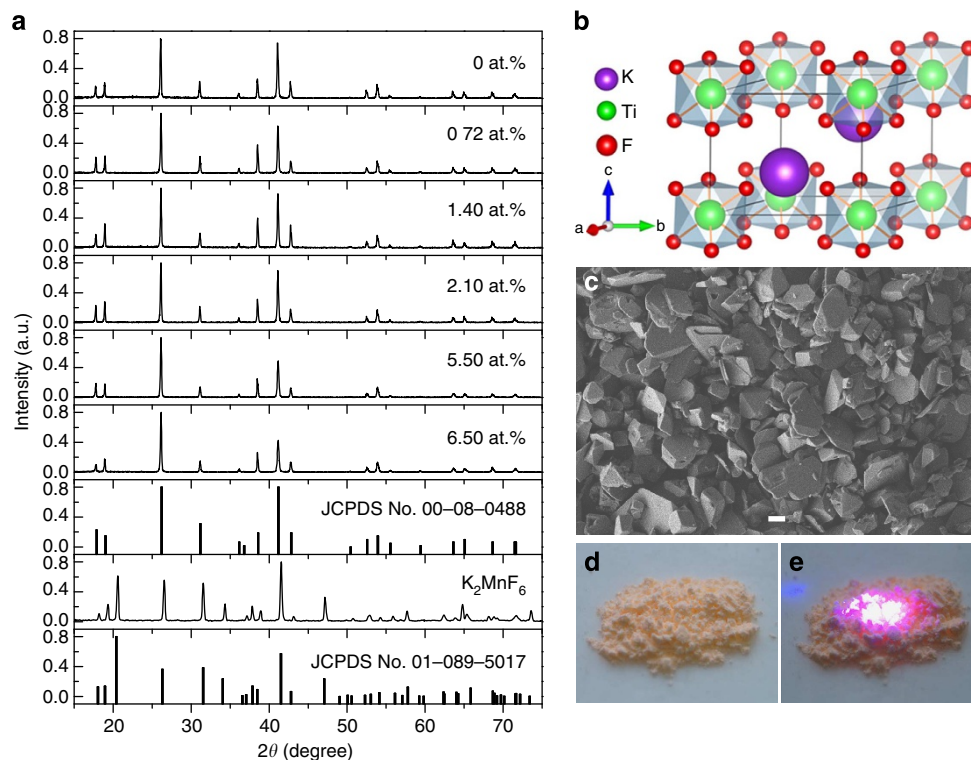 a
0.8
0.4
0.0
0 at.%
0.8
0.4
0.0
0 72 at.%
0.8
0.4
0.0
1.40 at.%
0.8
0.4
0.0
2.10 at.%
0.8
0.4
0.0
5.50 at.%
0.8
0.4
0.0
6.50 at.%
0.8
0.4
0.0
JCPDS No. 00–08–0488
0.8
0.4
0.0
K₂MnF₆
0.8
0.4
0.0
JCPDS No. 01–089–5017
20 30 40 50 60 70
2θ (degree)
Intensity (a.u.)
b
K
Ti
F
c
a
b
c
d
e